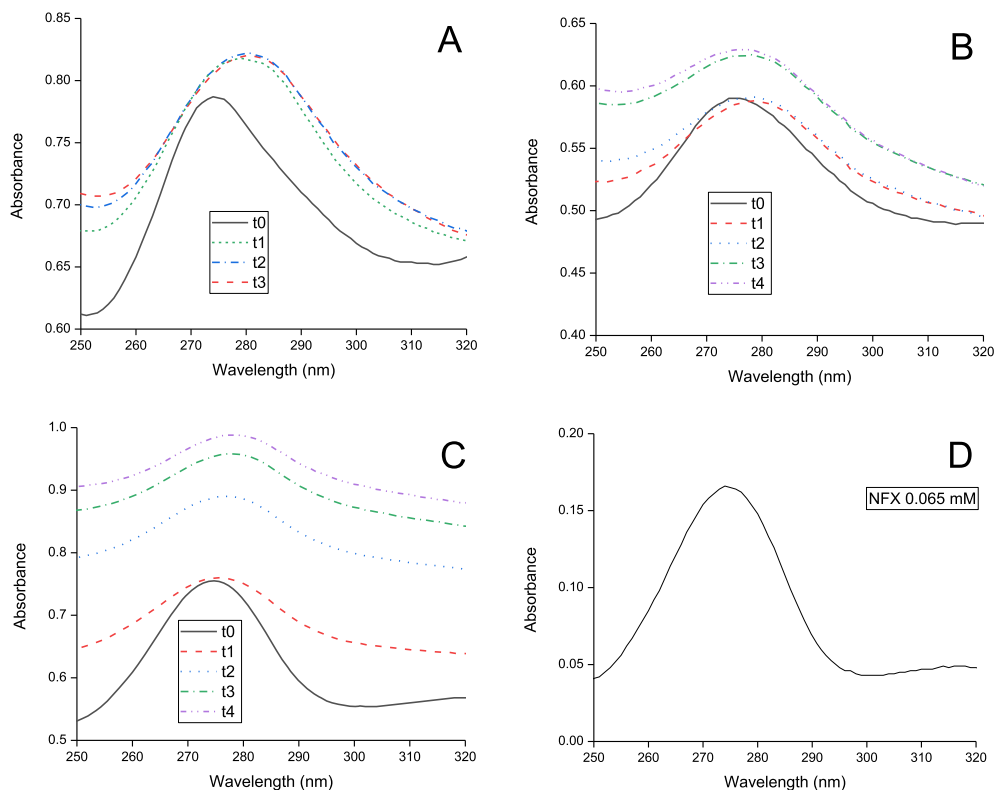 A
0.85
0.80
0.75
0.70
0.65
0.60
Absorbance
t0
t1
t2
t3
250 260 270 280 290 300 310 320
Wavelength (nm)
B
0.65
0.60
0.55
0.50
0.45
0.40
Absorbance
t0
t1
t2
t3
t4
250 260 270 280 290 300 310 320
Wavelength (nm)
C
1.0
0.9
0.8
0.7
0.6
0.5
Absorbance
t0
t1
t2
t3
t4
250 260 270 280 290 300 310 320
Wavelength (nm)
D
NFX 0.065 mM
0.20
0.15
0.10
0.05
0.00
Absorbance
250 260 270 280 290 300 310 320
Wavelength (nm)